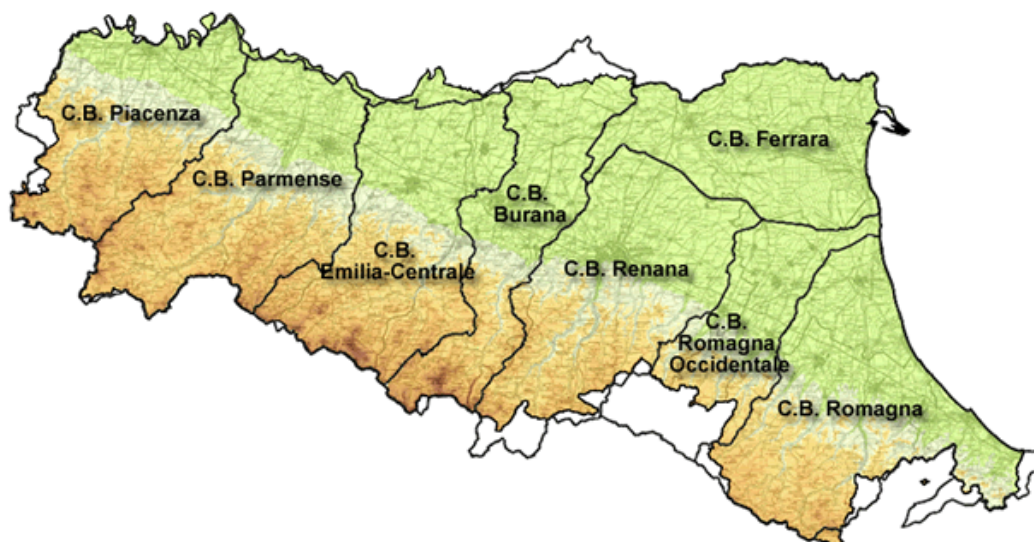 C.B. Piacenza
C.B. Ferrara
C.B. Parmense
C.B.
Burana
C.B.
Emilia-Centrale
C.B. Renana
C.B.
Romagna
Occidentale
C.B. Romagna